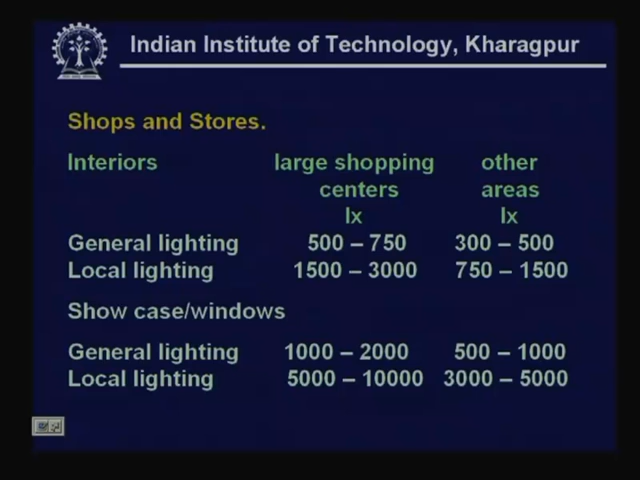 Indian Institute of Technology, Kharagpur
Shops and Stores.
Interiors large shopping other
centers areas
lx lx
General lighting 500 – 750 300 – 500
Local lighting 1500 – 3000 750 – 1500
Show case/windows
General lighting 1000 – 2000 500 – 1000
Local lighting 5000 – 10000 3000 – 5000